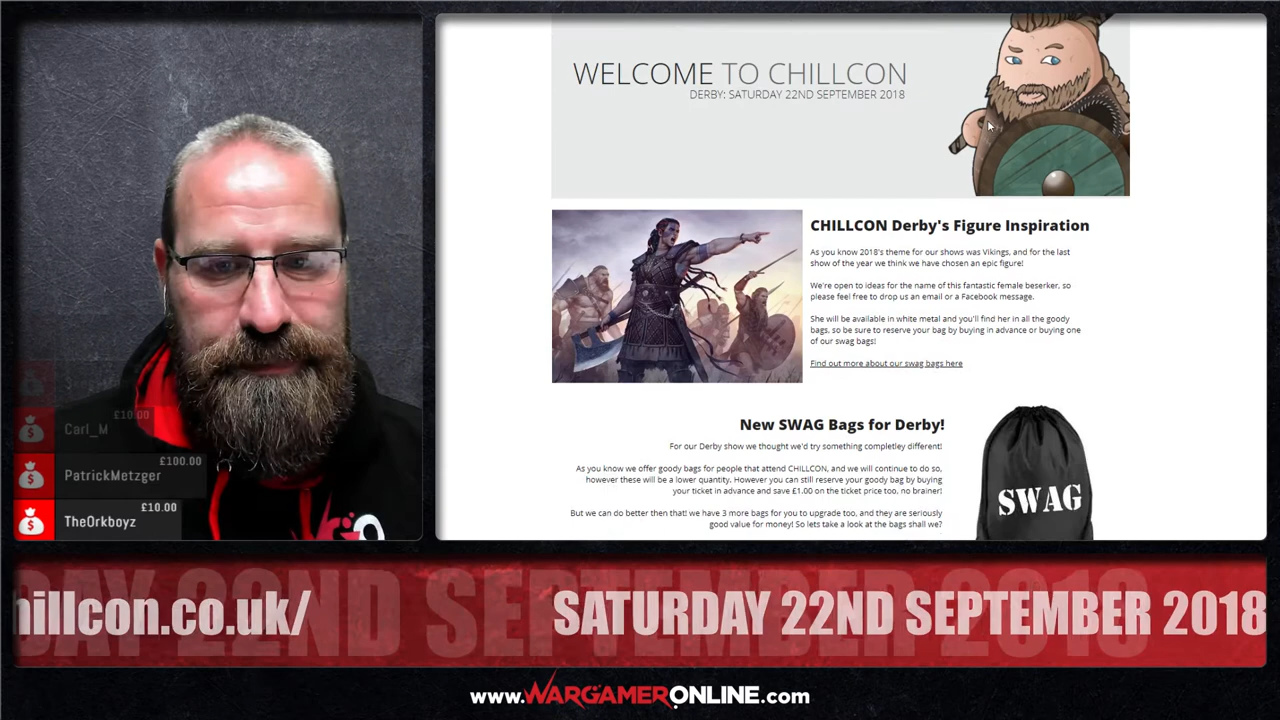 WELCOME TO CHILLCON
DERBY: SATURDAY 22ND SEPTEMBER 2018
CHILLCON Derby's Figure Inspiration
As you know 2018's theme for our shows was Vikings, and for the last
show of the year we think we have chosen an epic figure!
We're open to ideas for the name of this fantastic female beserker, so
please feel free to drop us an email or a Facebook message.
She will be available in white metal and you'll find her in all the goody
bags, so be sure to reserve your bag by buying in advance or buying one
of our swag bags!
Find out more about our swag bags here
New SWAG Bags for Derby!
For our Derby show we thought we'd try something completley different!
As you know we offer goody bags for people that attend CHILLCON, and we will continue to do so,
however these will be a lower quantity. However you can still reserve your goody bag by buying
your ticket in advance and save £1.00 on the ticket price too, no brainer!
But we can do better then that! we have 3 more bags for you to upgrade too, and they are seriously
good value for money! So lets take a look at the bags shall we?
SWAG
£10.00
Carl_M
£100.00
PatrickMetzger
£10.00
TheOrkboyz
hillcon.co.uk/
SATURDAY 22ND SEPTEMBER 2018
DAY 22ND SEPTEMBER 2018
www.WARGAMERONLINE.com